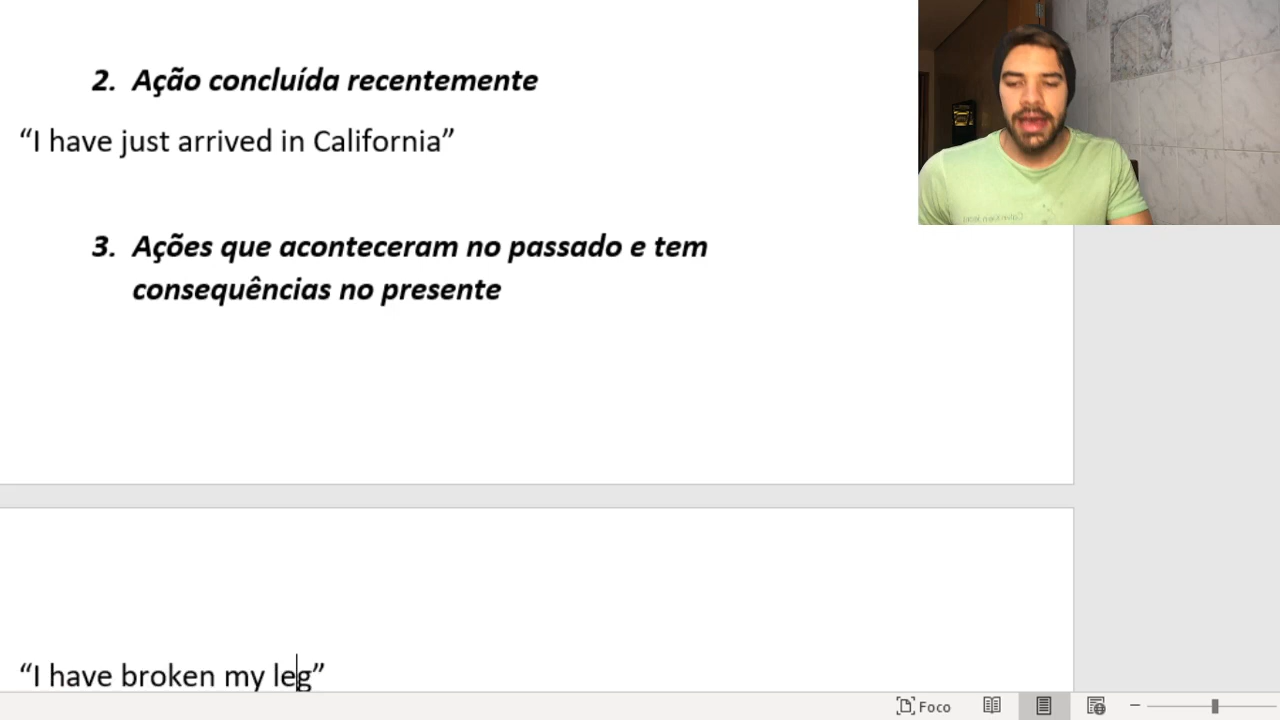 2. Ação concluída recentemente
“I have just arrived in California”
3. Ações que aconteceram no passado e tem
consequências no presente
“I have broken my leg”
Foco